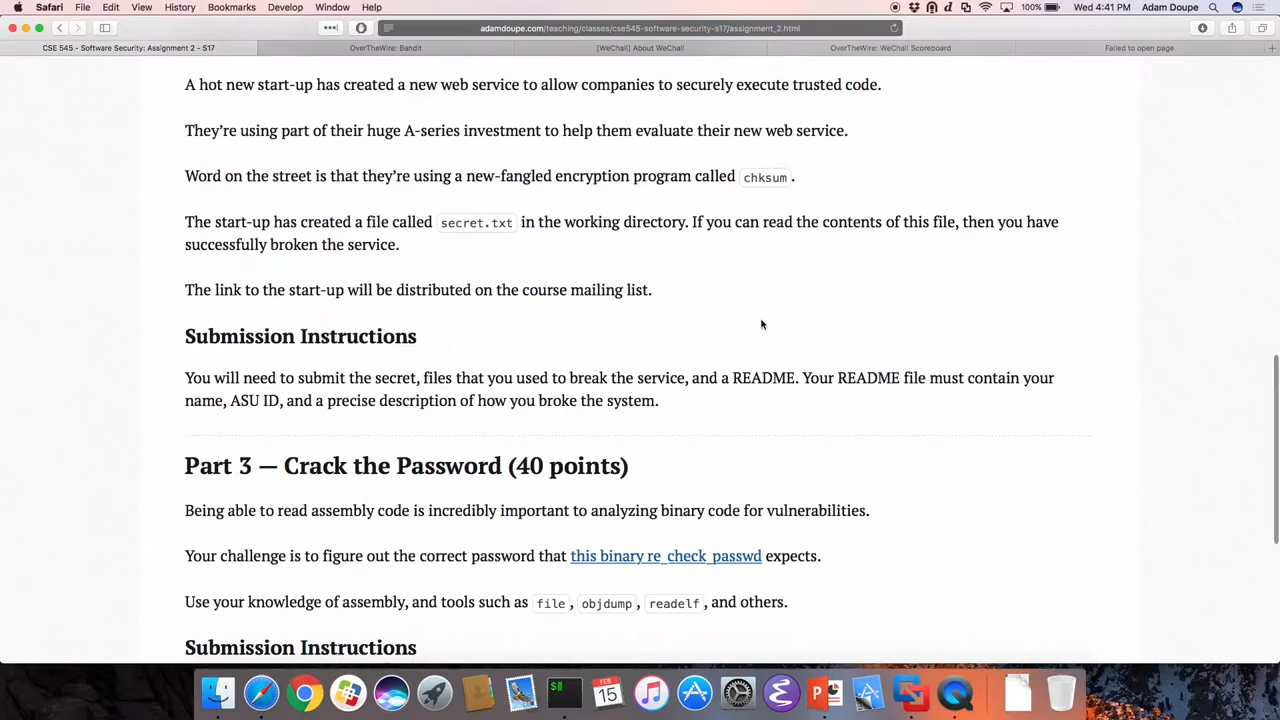 Safari File Edit View History Bookmarks Develop Window Help 100% Wed 4:41 PM Adam Doupe
adamdoupe.com/teaching/classes/cse545-software-security-s17/assignment_2.html
CSE 545 - Software Security: Assignment 2 - S17 OverTheWire: Bandit [WeChall] About WeChall OverTheWire: WeChall Scoreboard Failed to open page
A hot new start-up has created a new web service to allow companies to securely execute trusted code.
They’re using part of their huge A-series investment to help them evaluate their new web service.
Word on the street is that they’re using a new-fangled encryption program called chksum.
The start-up has created a file called secret.txt in the working directory. If you can read the contents of this file, then you have
successfully broken the service.
The link to the start-up will be distributed on the course mailing list.
Submission Instructions
You will need to submit the secret, files that you used to break the service, and a README. Your README file must contain your
name, ASU ID, and a precise description of how you broke the system.
Part 3 — Crack the Password (40 points)
Being able to read assembly code is incredibly important to analyzing binary code for vulnerabilities.
Your challenge is to figure out the correct password that this binary re_check_passwd expects.
Use your knowledge of assembly, and tools such as file, objdump, readelf, and others.
Submission Instructions
FEB
15